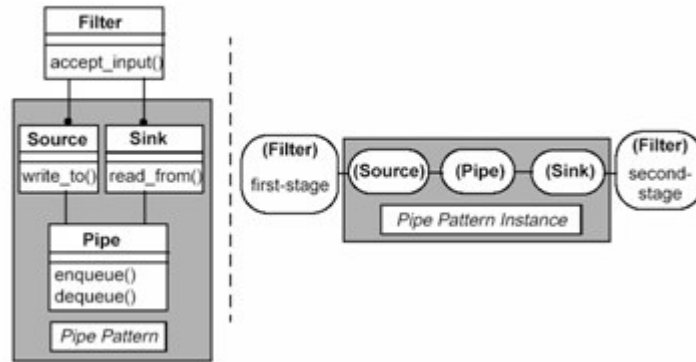 Filter
accept_input()
Source
write_to()
Sink
read_from()
Pipe
enqueue()
dequeue()
Pipe Pattern
(Filter)
first-stage
(Source)
(Pipe)
(Sink)
Pipe Pattern Instance
(Filter)
second-
stage